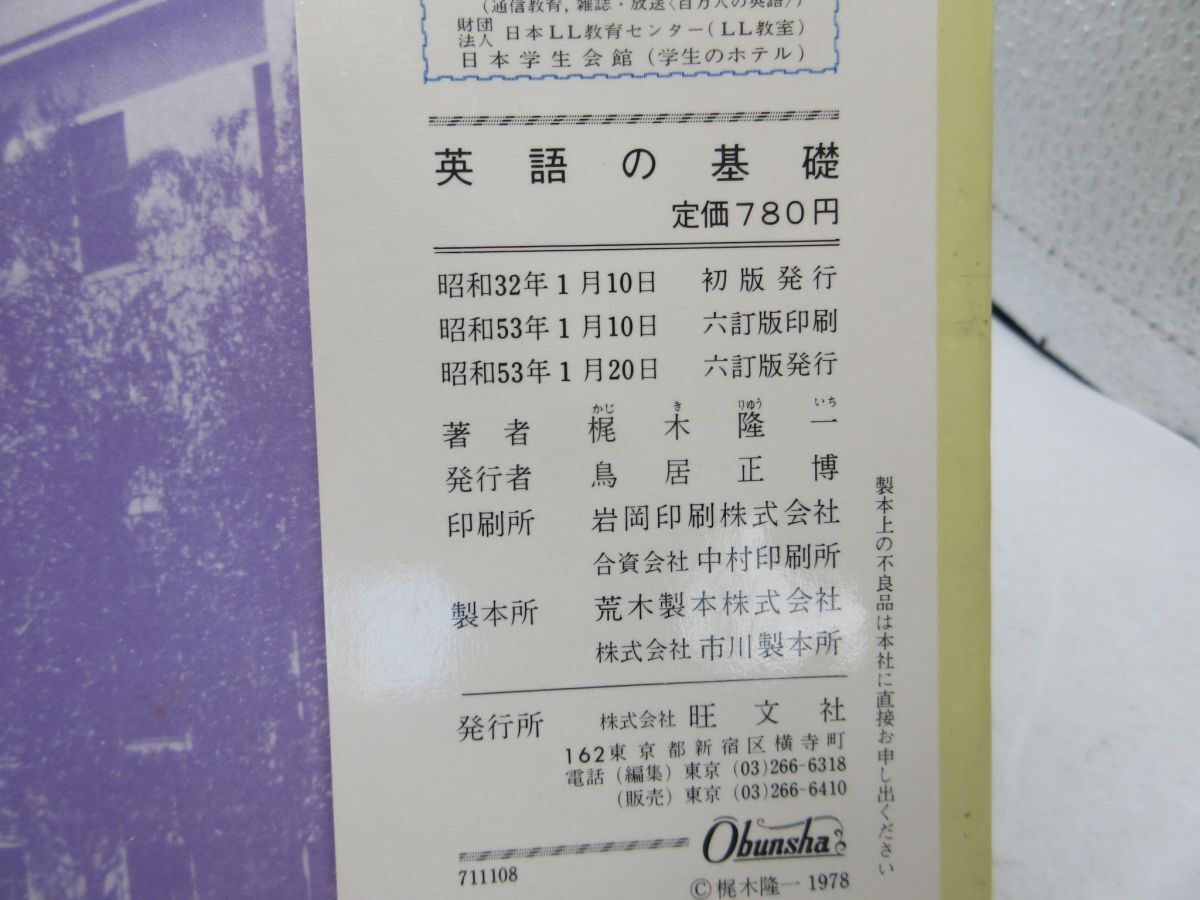 (通信教育, 雑誌・放送〈百万人の英語〉)
財団法人 日本LL教育センター(LL教室)
日本学生会館(学生のホテル)
英語の基礎
定価780円
昭和32年1月10日 初版発行
昭和53年1月10日 六訂版印刷
昭和53年1月20日 六訂版発行
かじ き りゅう いち
著者 梶木隆一
発行者 鳥居正博
印刷所 岩岡印刷株式会社
合資会社 中村印刷所
製本所 荒木製本株式会社
株式会社 市川製本所
発行所 株式会社 旺文社
162東京都新宿区横寺町
電話(編集)東京(03)266-6318
(販売)東京(03)266-6410
Obunsha
711108
© 梶木隆一 1978
製本上の不良品は本社に直接お申し出ください